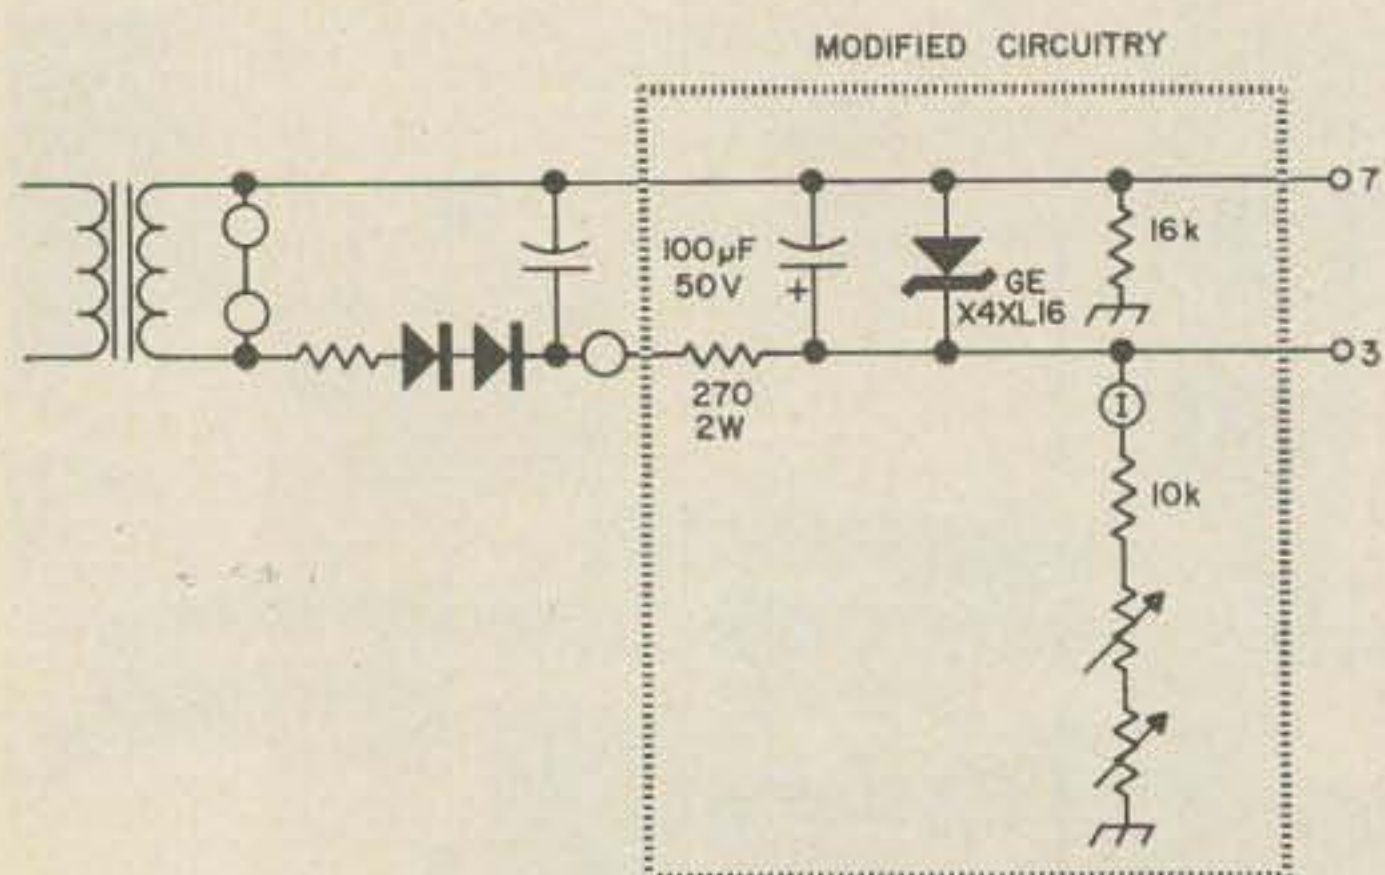 MODIFIED CIRCUITRY
7
16k
100µF
50V
+
GE
X4XL16
3
270
2W
I
10k